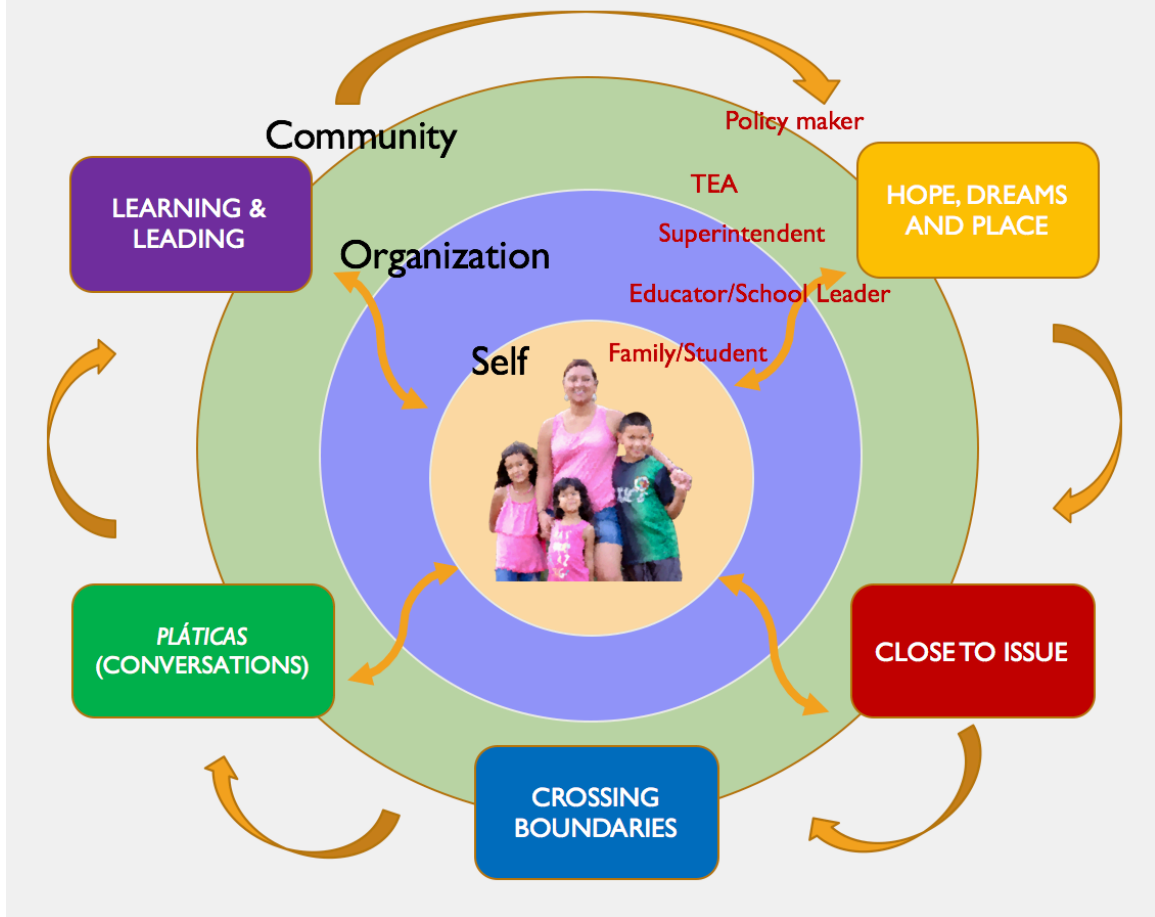 Community
Policy maker
TEA
LEARNING &
LEADING
HOPE, DREAMS
AND PLACE
Organization
Superintendent
Educator/School Leader
Self
Family/Student
PLÁTICAS
(CONVERSATIONS)
CLOSE TO ISSUE
CROSSING
BOUNDARIES